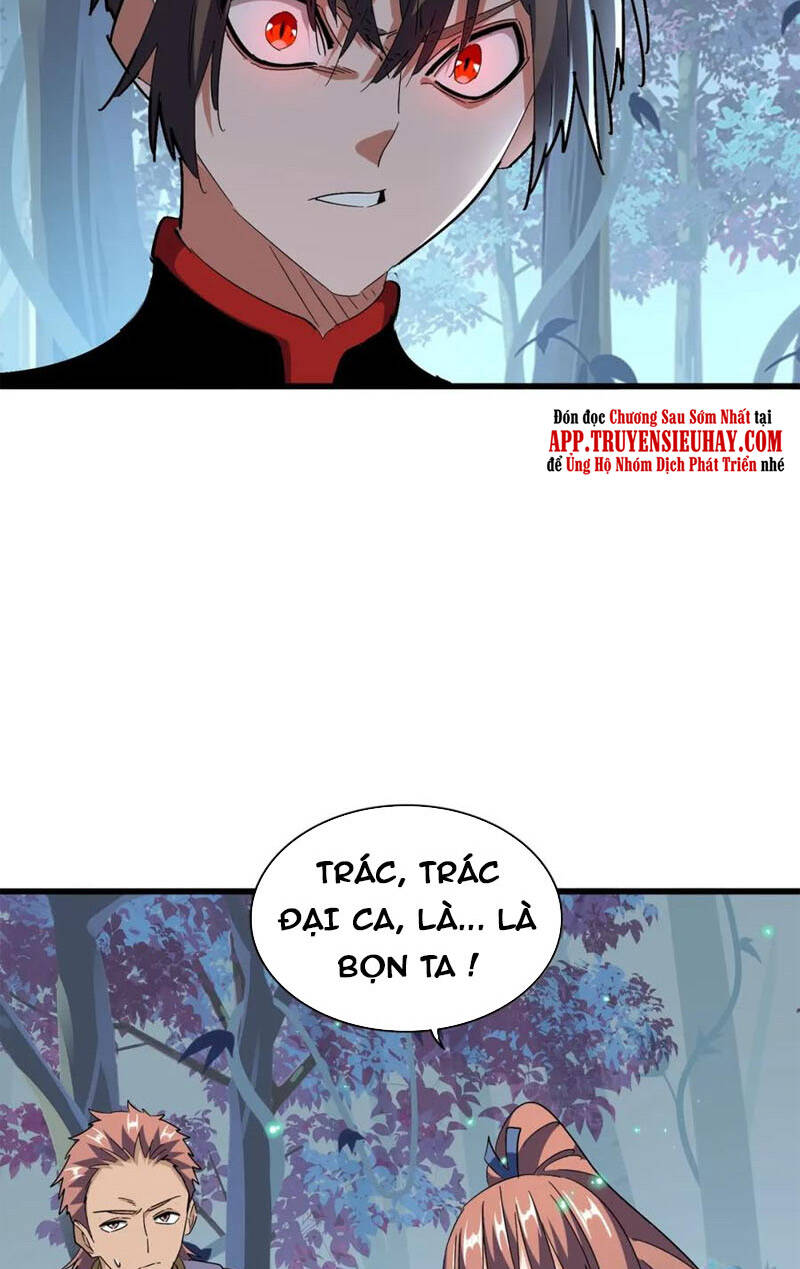 Đón đọc Chương Sau Sớm Nhất tại
APP.TRUYENSIEUHAY.COM
để Ủng Hộ Nhóm Dịch Phát Triển nhé
TRÁC, TRÁC
ĐẠI CA, LÀ... LÀ
BỌN TA !